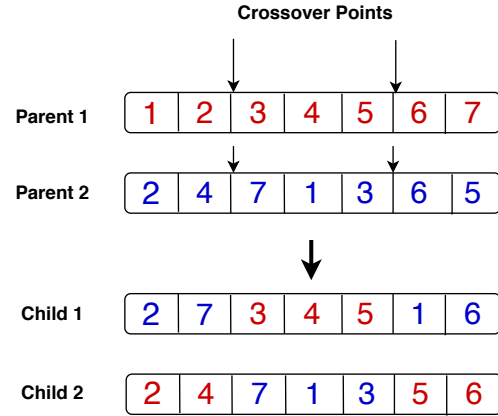 Crossover Points
Parent 1 1 2 3 4 5 6 7
Parent 2 2 4 7 1 3 6 5
Child 1 2 7 3 4 5 1 6
Child 2 2 4 7 1 3 5 6